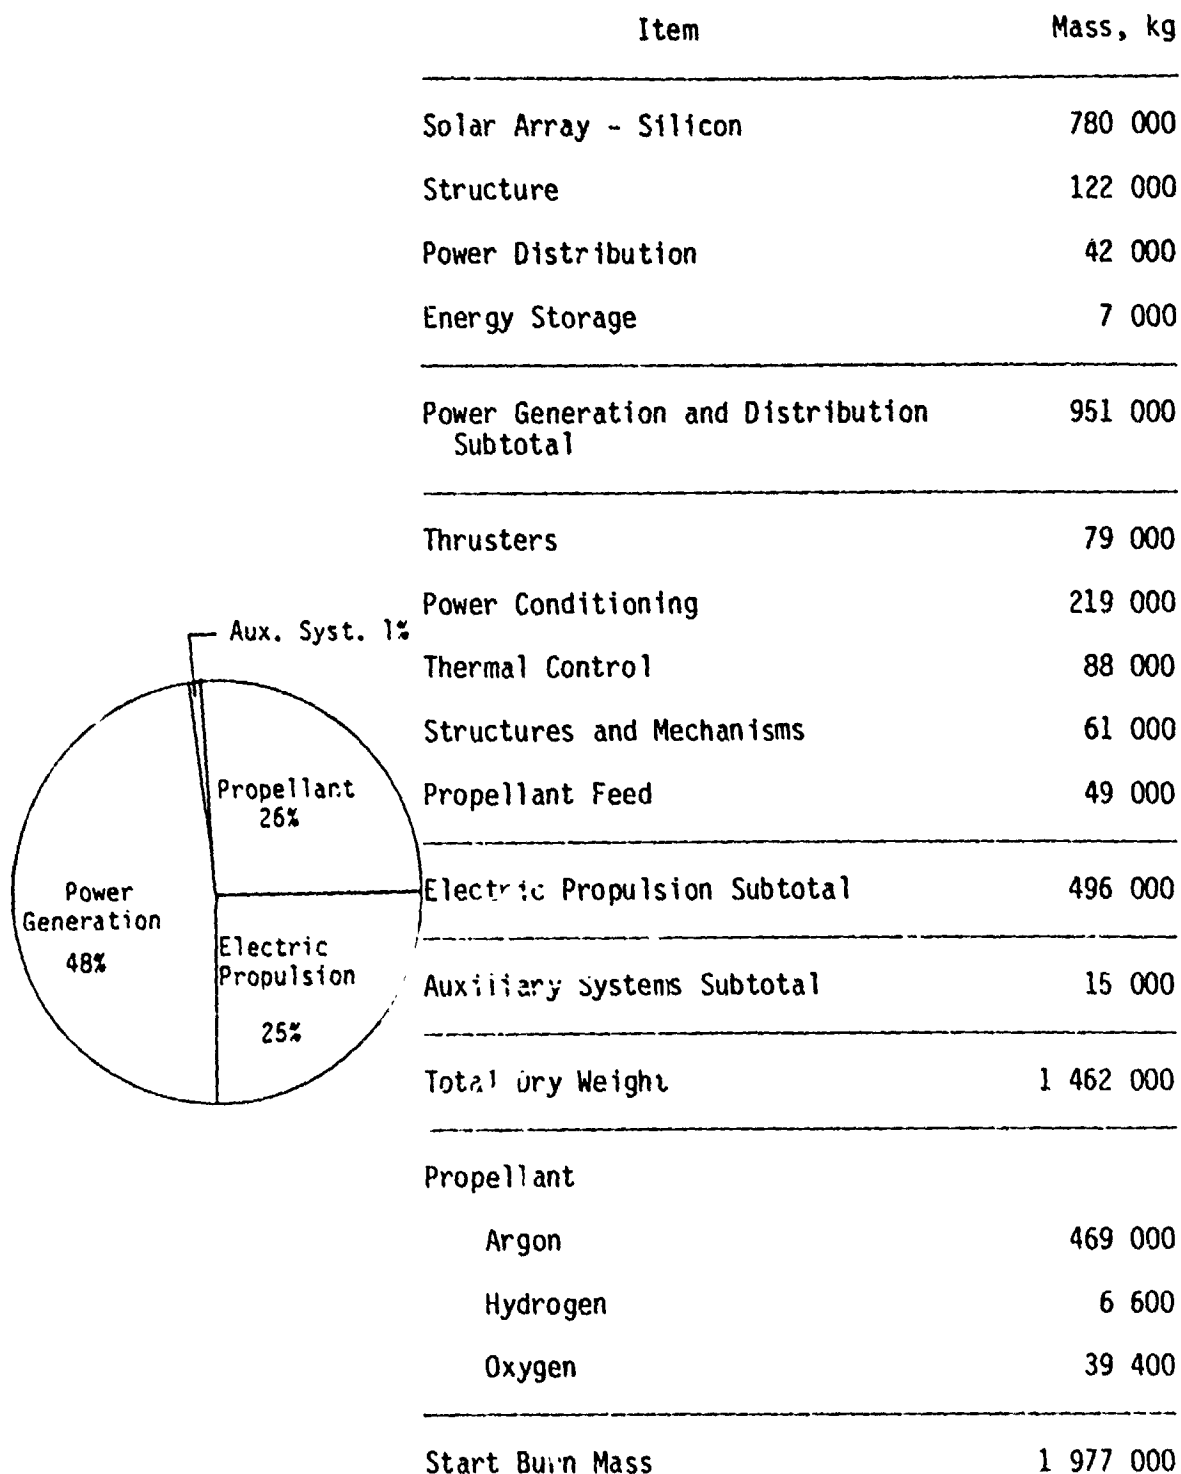 Item Mass, kg
Solar Array - Silicon 780 000
Structure 122 000
Power Distribution 42 000
Energy Storage 7 000
Power Generation and Distribution 951 000
Subtotal
Thrusters 79 000
Power Conditioning 219 000
Thermal Control 88 000
Structures and Mechanisms 61 000
Propellant Feed 49 000
Electric Propulsion Subtotal 496 000
Auxiliary Systems Subtotal 15 000
Total Dry Weight 1 462 000
Propellant
Argon 469 000
Hydrogen 6 600
Oxygen 39 400
Start Burn Mass 1 977 000
Aux. Syst. 1%
Propellant
26%
Power
Generation
48%
Electric
Propulsion
25%